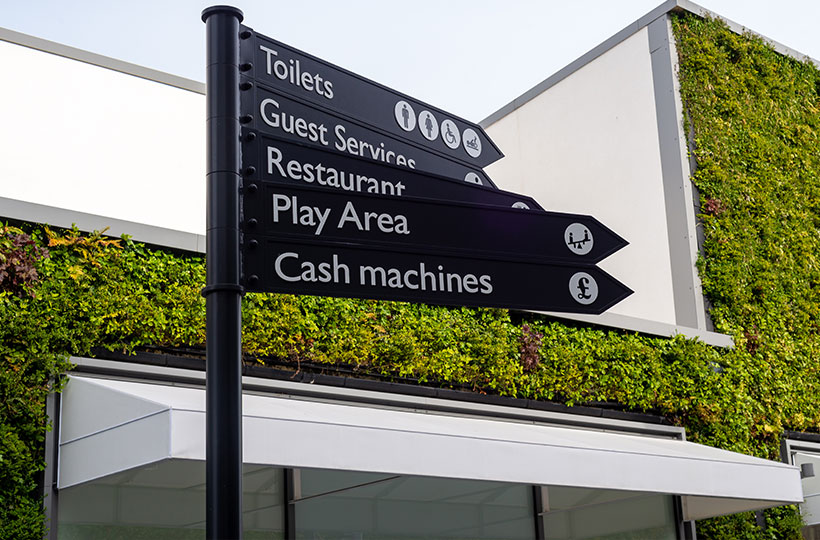 Toilets
Guest Services
Restaurant
Play Area
Cash machines
£